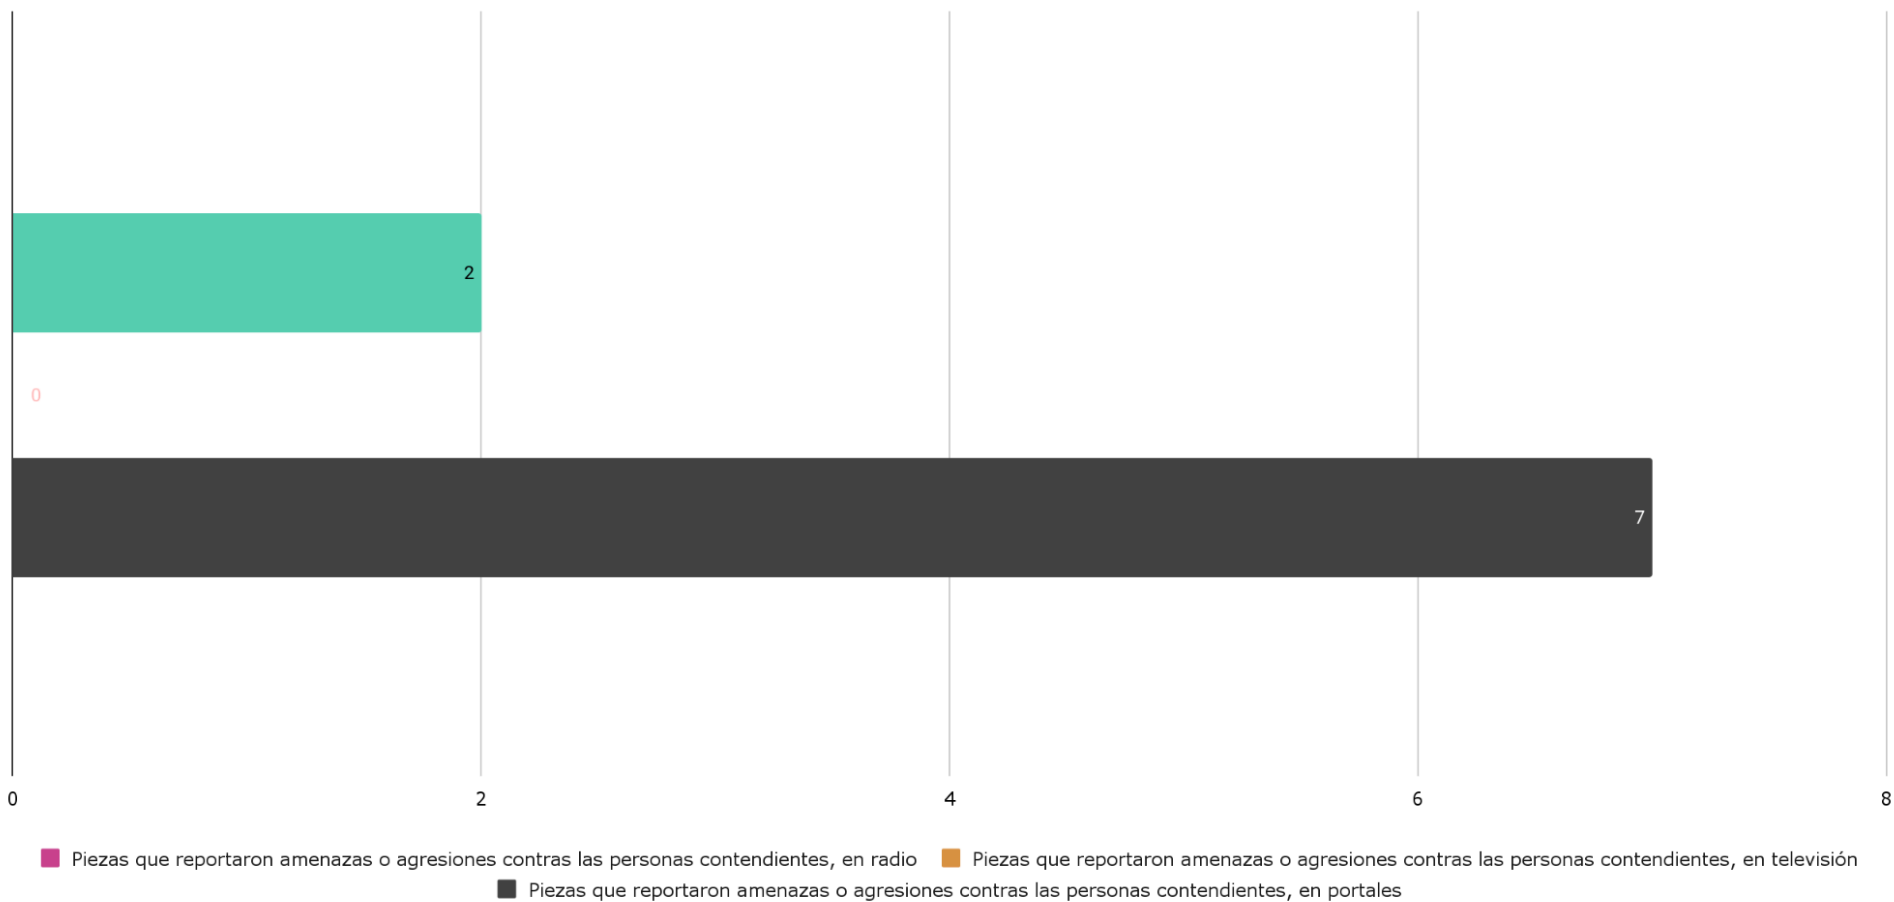 2
0
7
0 2 4 6 8
Piezas que reportaron amenazas o agresiones contras las personas contendientes, en radio Piezas que reportaron amenazas o agresiones contras las personas contendientes, en televisión
Piezas que reportaron amenazas o agresiones contras las personas contendientes, en portales